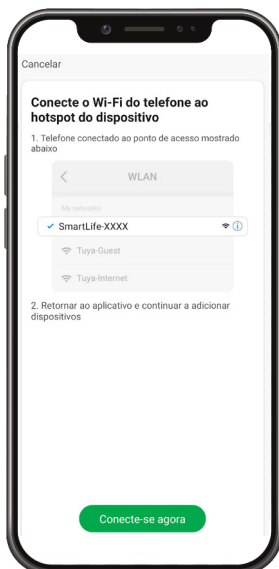 Cancelar
Conecte o Wi-Fi do telefone ao
hotspot do dispositivo
1. Telefone conectado ao ponto de acesso mostrado
abaixo
WLAN
My networks
SmartLife-XXXX
Tuya-Guest
Tuya-Internet
2. Retornar ao aplicativo e continuar a adicionar
dispositivos
Conecte-se agora